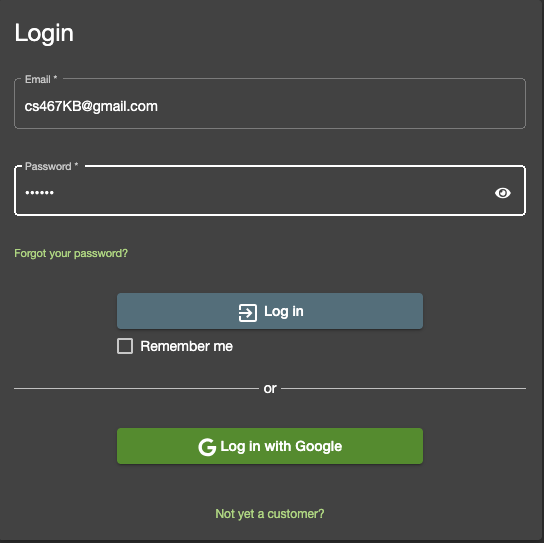 Login
Email *
cs467KB@gmail.com
Password *
••••••
Forgot your password?
Log in
Remember me
or
Log in with Google
Not yet a customer?